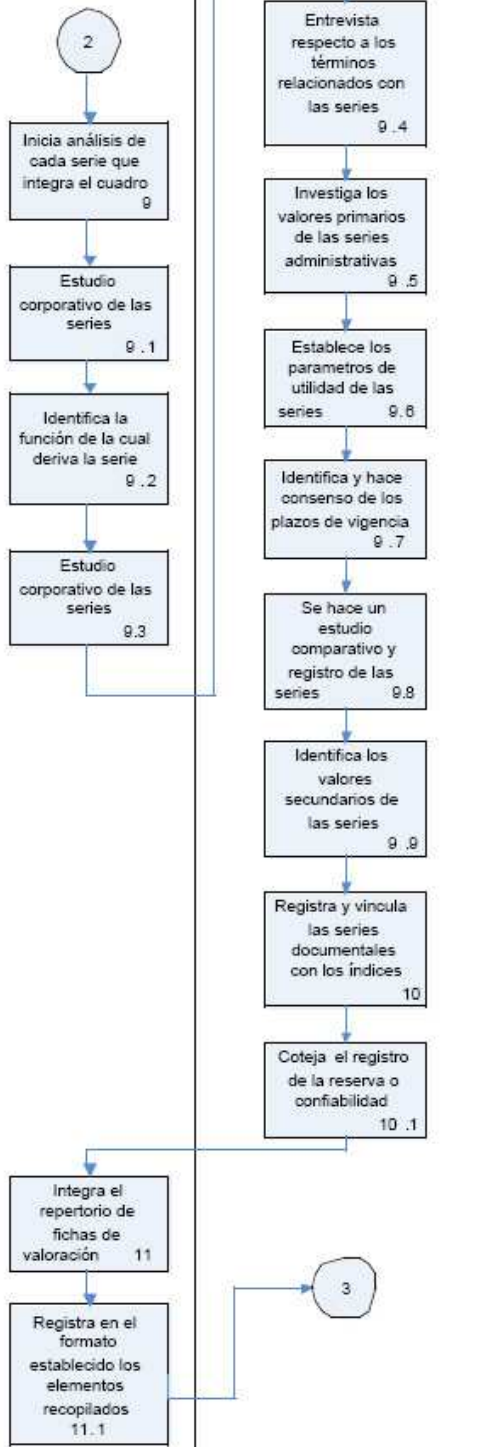 2
Inicia análisis de
cada serie que
integra el cuadro
9
Estudio
corporativo de las
series
9.1
Identifica la
función de la cual
deriva la serie
9.2
Estudio
corporativo de las
series
9.3
Entrevista
respecto a los
términos
relacionados con
las series
9.4
Investiga los
valores primarios
de las series
administrativas
9.5
Establece los
parametros de
utilidad de las
series 9.6
Identifica y hace
consenso de los
plazos de vigencia
9.7
Se hace un
estudio
comparativo y
registro de las
series 9.8
Identifica los
valores
secundarios de
las series
9.9
Registra y vincula
las series
documentales
con los índices
10
Coteja el registro
de la reserva o
confiabilidad
10.1
Integra el
repertorio de
fichas de
valoración 11
Registra en el
formato
establecido los
elementos
recopilados
11.1
3